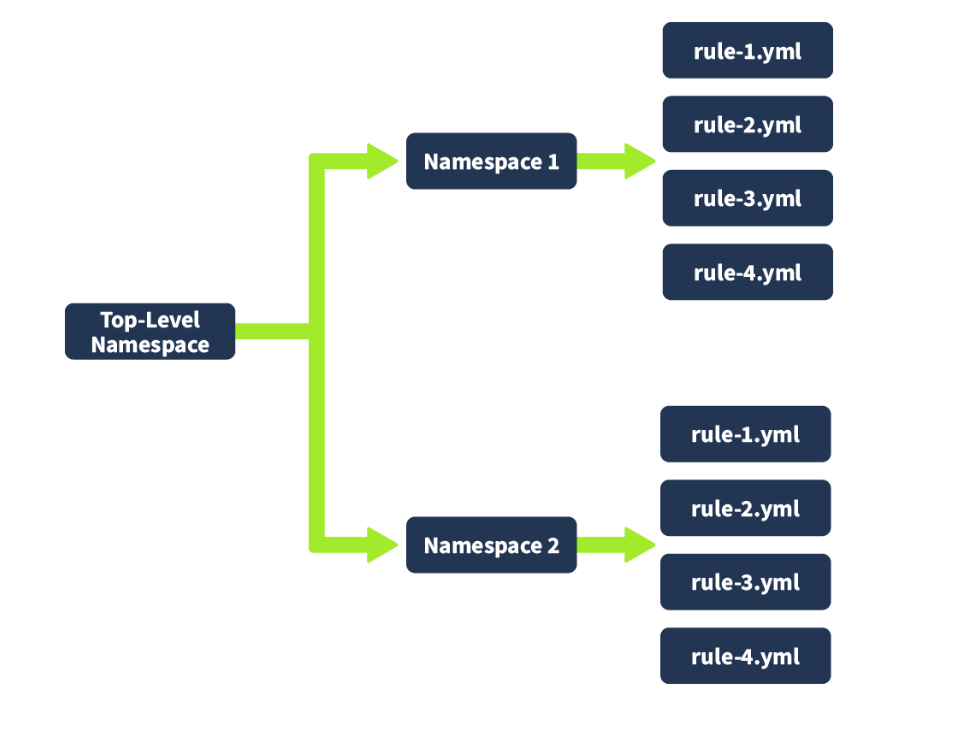 Top-Level
Namespace
Namespace 1
rule-1.yml
rule-2.yml
rule-3.yml
rule-4.yml
Namespace 2
rule-1.yml
rule-2.yml
rule-3.yml
rule-4.yml